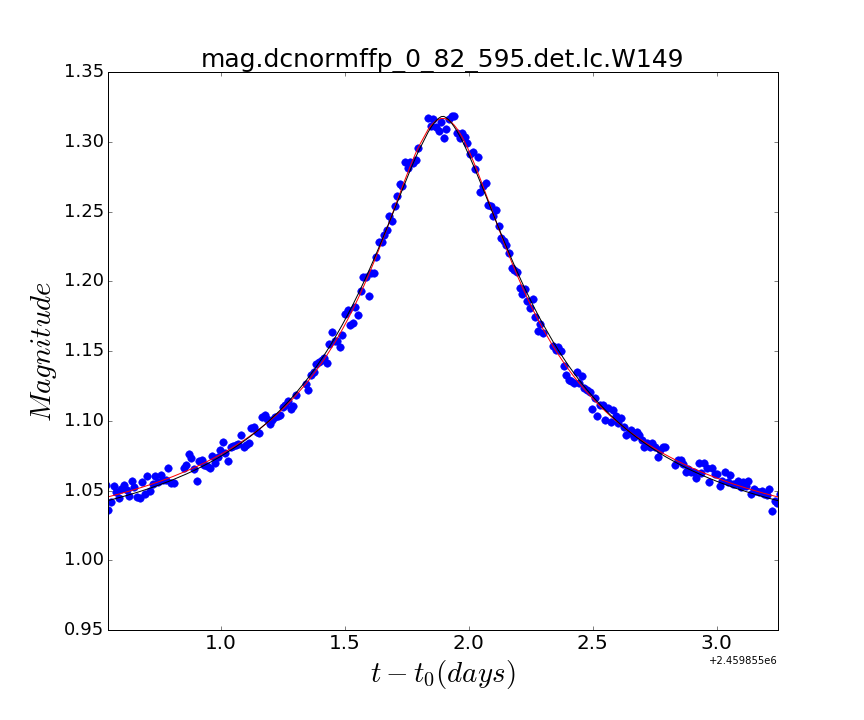 mag.dcnormffp_0_82_595.det.lc.W149
1.35
1.30
1.25
1.20
1.15
1.10
1.05
1.00
0.95
Magnitude
1.0 1.5 2.0 2.5 3.0
+2.459855e6
t − t₀(days)